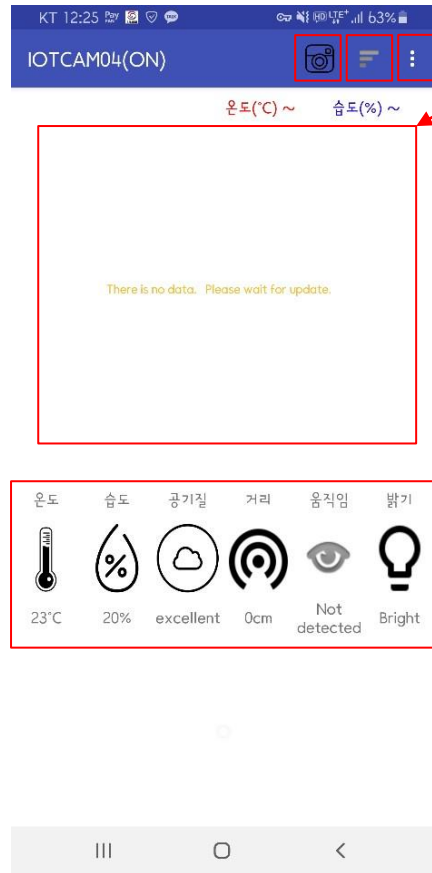 KT 12:25 63%
IOTCAM04(ON)
온도(°C) ~ 습도(%) ~
There is no data. Please wait for update.
온도 습도 공기질 거리 움직임 밝기
%
23°C 20% excellent 0cm Not detected Bright